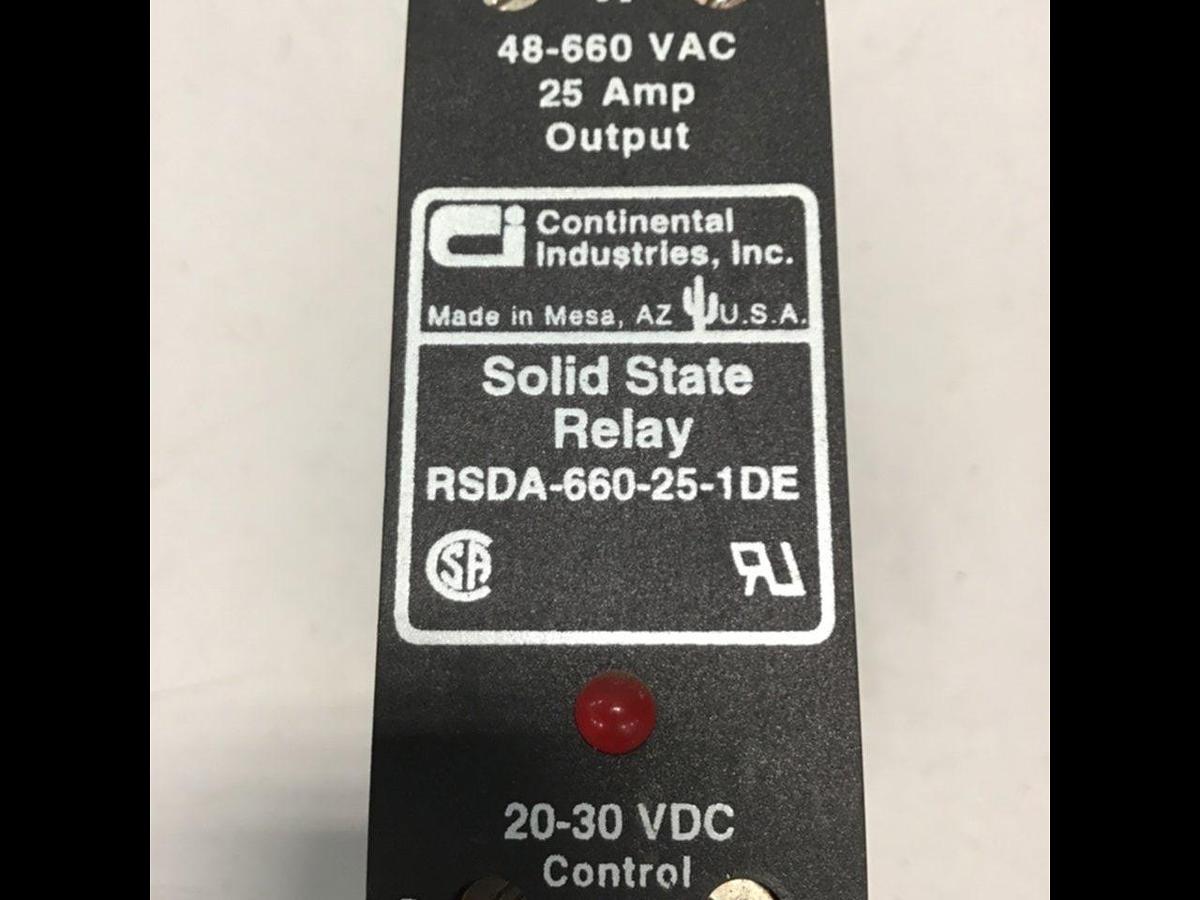 48-660 VAC
25 Amp
Output
Continental
Industries, Inc.
Made in Mesa, AZ U.S.A.
Solid State
Relay
RSDA-660-25-1DE
20-30 VDC
Control